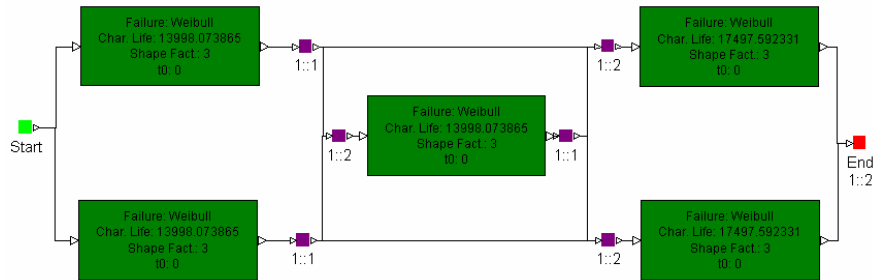 Failure: Weibull
Char. Life: 13998.073865
Shape Fact.: 3
t0: 0
1::1
1::2
Failure: Weibull
Char. Life: 17497.592331
Shape Fact.: 3
t0: 0
Start
1::2
Failure: Weibull
Char. Life: 13998.073865
Shape Fact.: 3
t0: 0
1::1
End
1::2
Failure: Weibull
Char. Life: 13998.073865
Shape Fact.: 3
t0: 0
1::1
1::2
Failure: Weibull
Char. Life: 17497.592331
Shape Fact.: 3
t0: 0